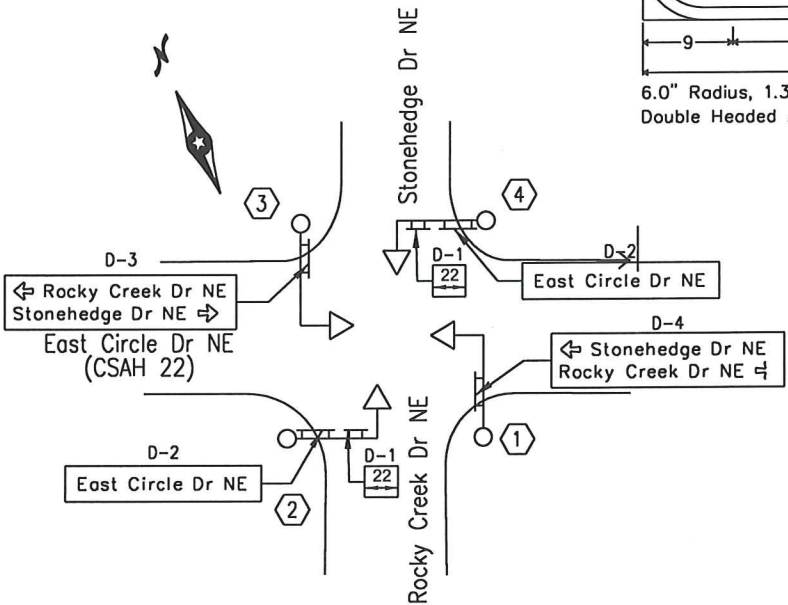 Stonehedge Dr NE
9
6.0" Radius, 1.3
Double Headed
N
3
4
D-3
D-1
22
D-2
East Circle Dr NE
Rocky Creek Dr NE
Stonehedge Dr NE
East Circle Dr NE
(CSAH 22)
D-4
Stonehedge Dr NE
Rocky Creek Dr NE
D-2
East Circle Dr NE
2
D-1
22
1
Rocky Creek Dr NE